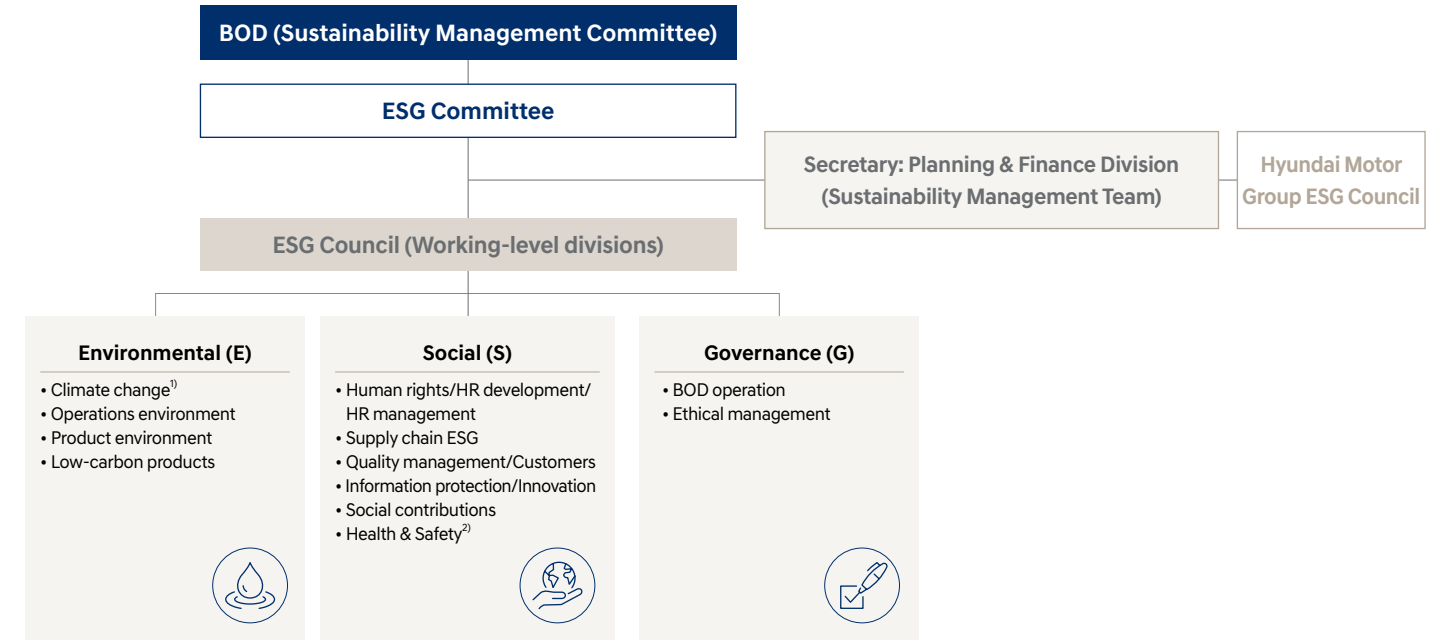 BOD (Sustainability Management Committee)
ESG Committee
Secretary: Planning & Finance Division
(Sustainability Management Team)
Hyundai Motor
Group ESG Council
ESG Council (Working-level divisions)
Environmental (E)
• Climate change1)
• Operations environment
• Product environment
• Low-carbon products
Social (S)
• Human rights/HR development/
HR management
• Supply chain ESG
• Quality management/Customers
• Information protection/Innovation
• Social contributions
• Health & Safety2)
Governance (G)
• BOD operation
• Ethical management